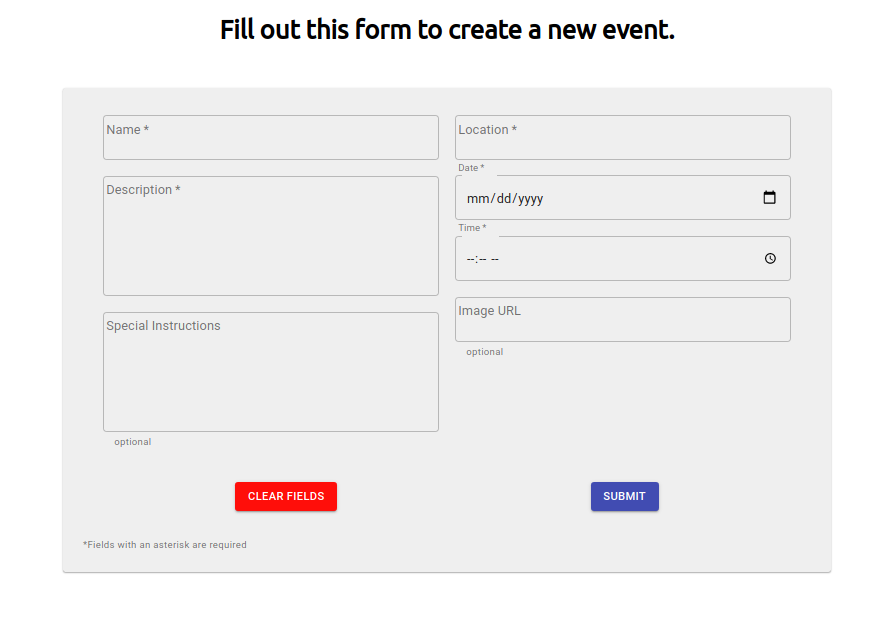 Fill out this form to create a new event.
Name *
Location *
Date *
mm/dd/yyyy
Description *
Time *
--:-- --
Image URL
optional
Special Instructions
optional
CLEAR FIELDS
SUBMIT
*Fields with an asterisk are required